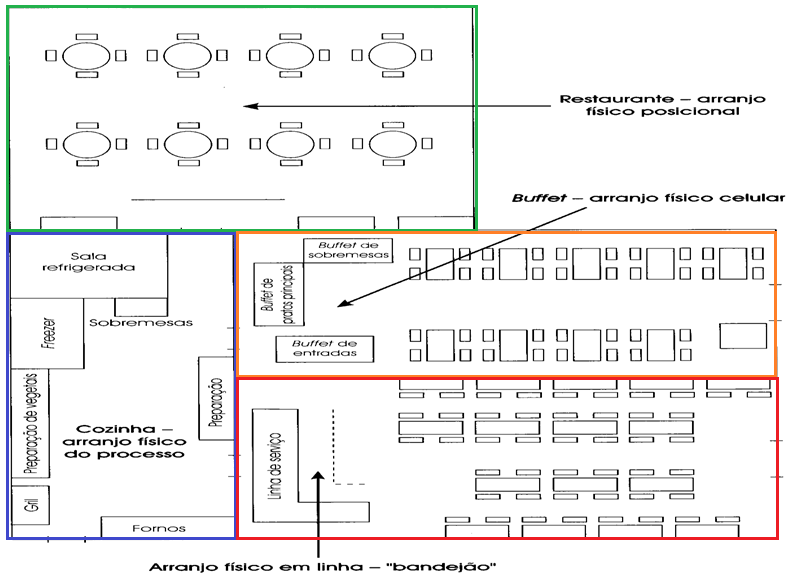 Restaurante – arranjo
físico posicional
Buffet – arranjo físico celular
Sala
refrigerada
Buffet de
sobremesas
Buffet de
pratos principais
Sobremesas
Freezer
Buffet de
entradas
Preparação
Preparação de vegetais
Cozinha –
arranjo físico
do processo
Linha de serviço
Gril
Fornos
Arranjo físico em linha – "bandejão"